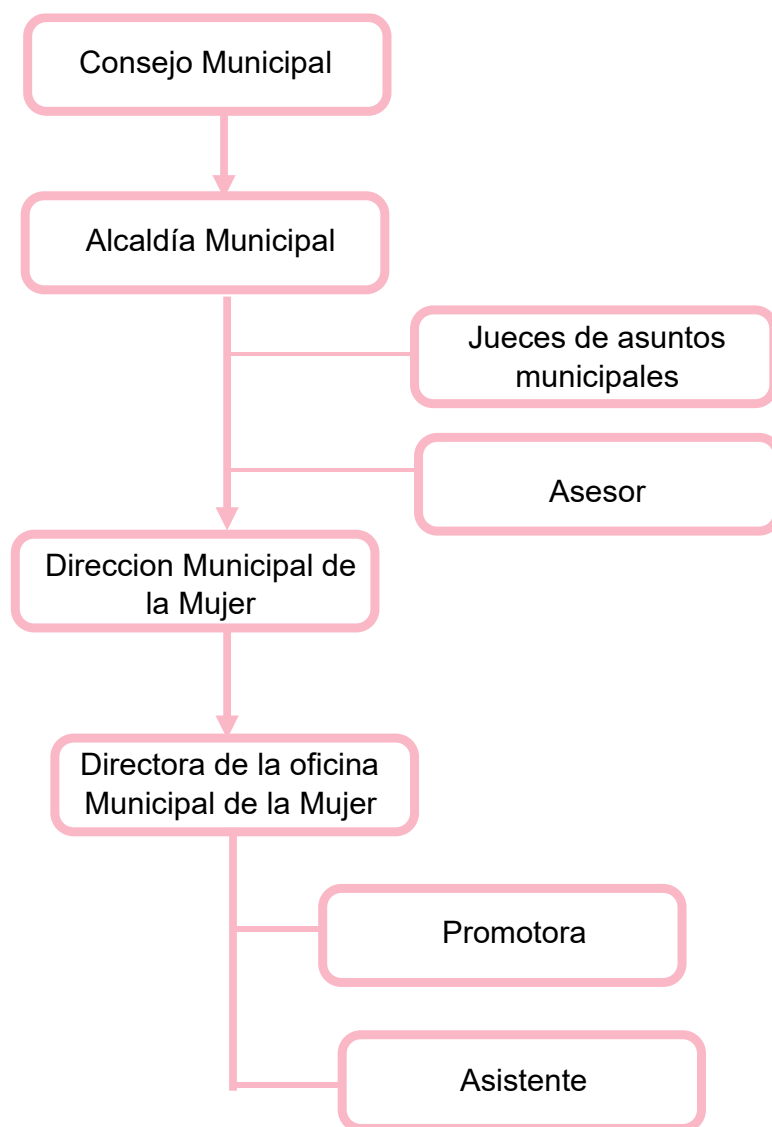 Consejo Municipal
Alcaldía Municipal
Jueces de asuntos
municipales
Asesor
Direccion Municipal de
la Mujer
Directora de la oficina
Municipal de la Mujer
Promotora
Asistente